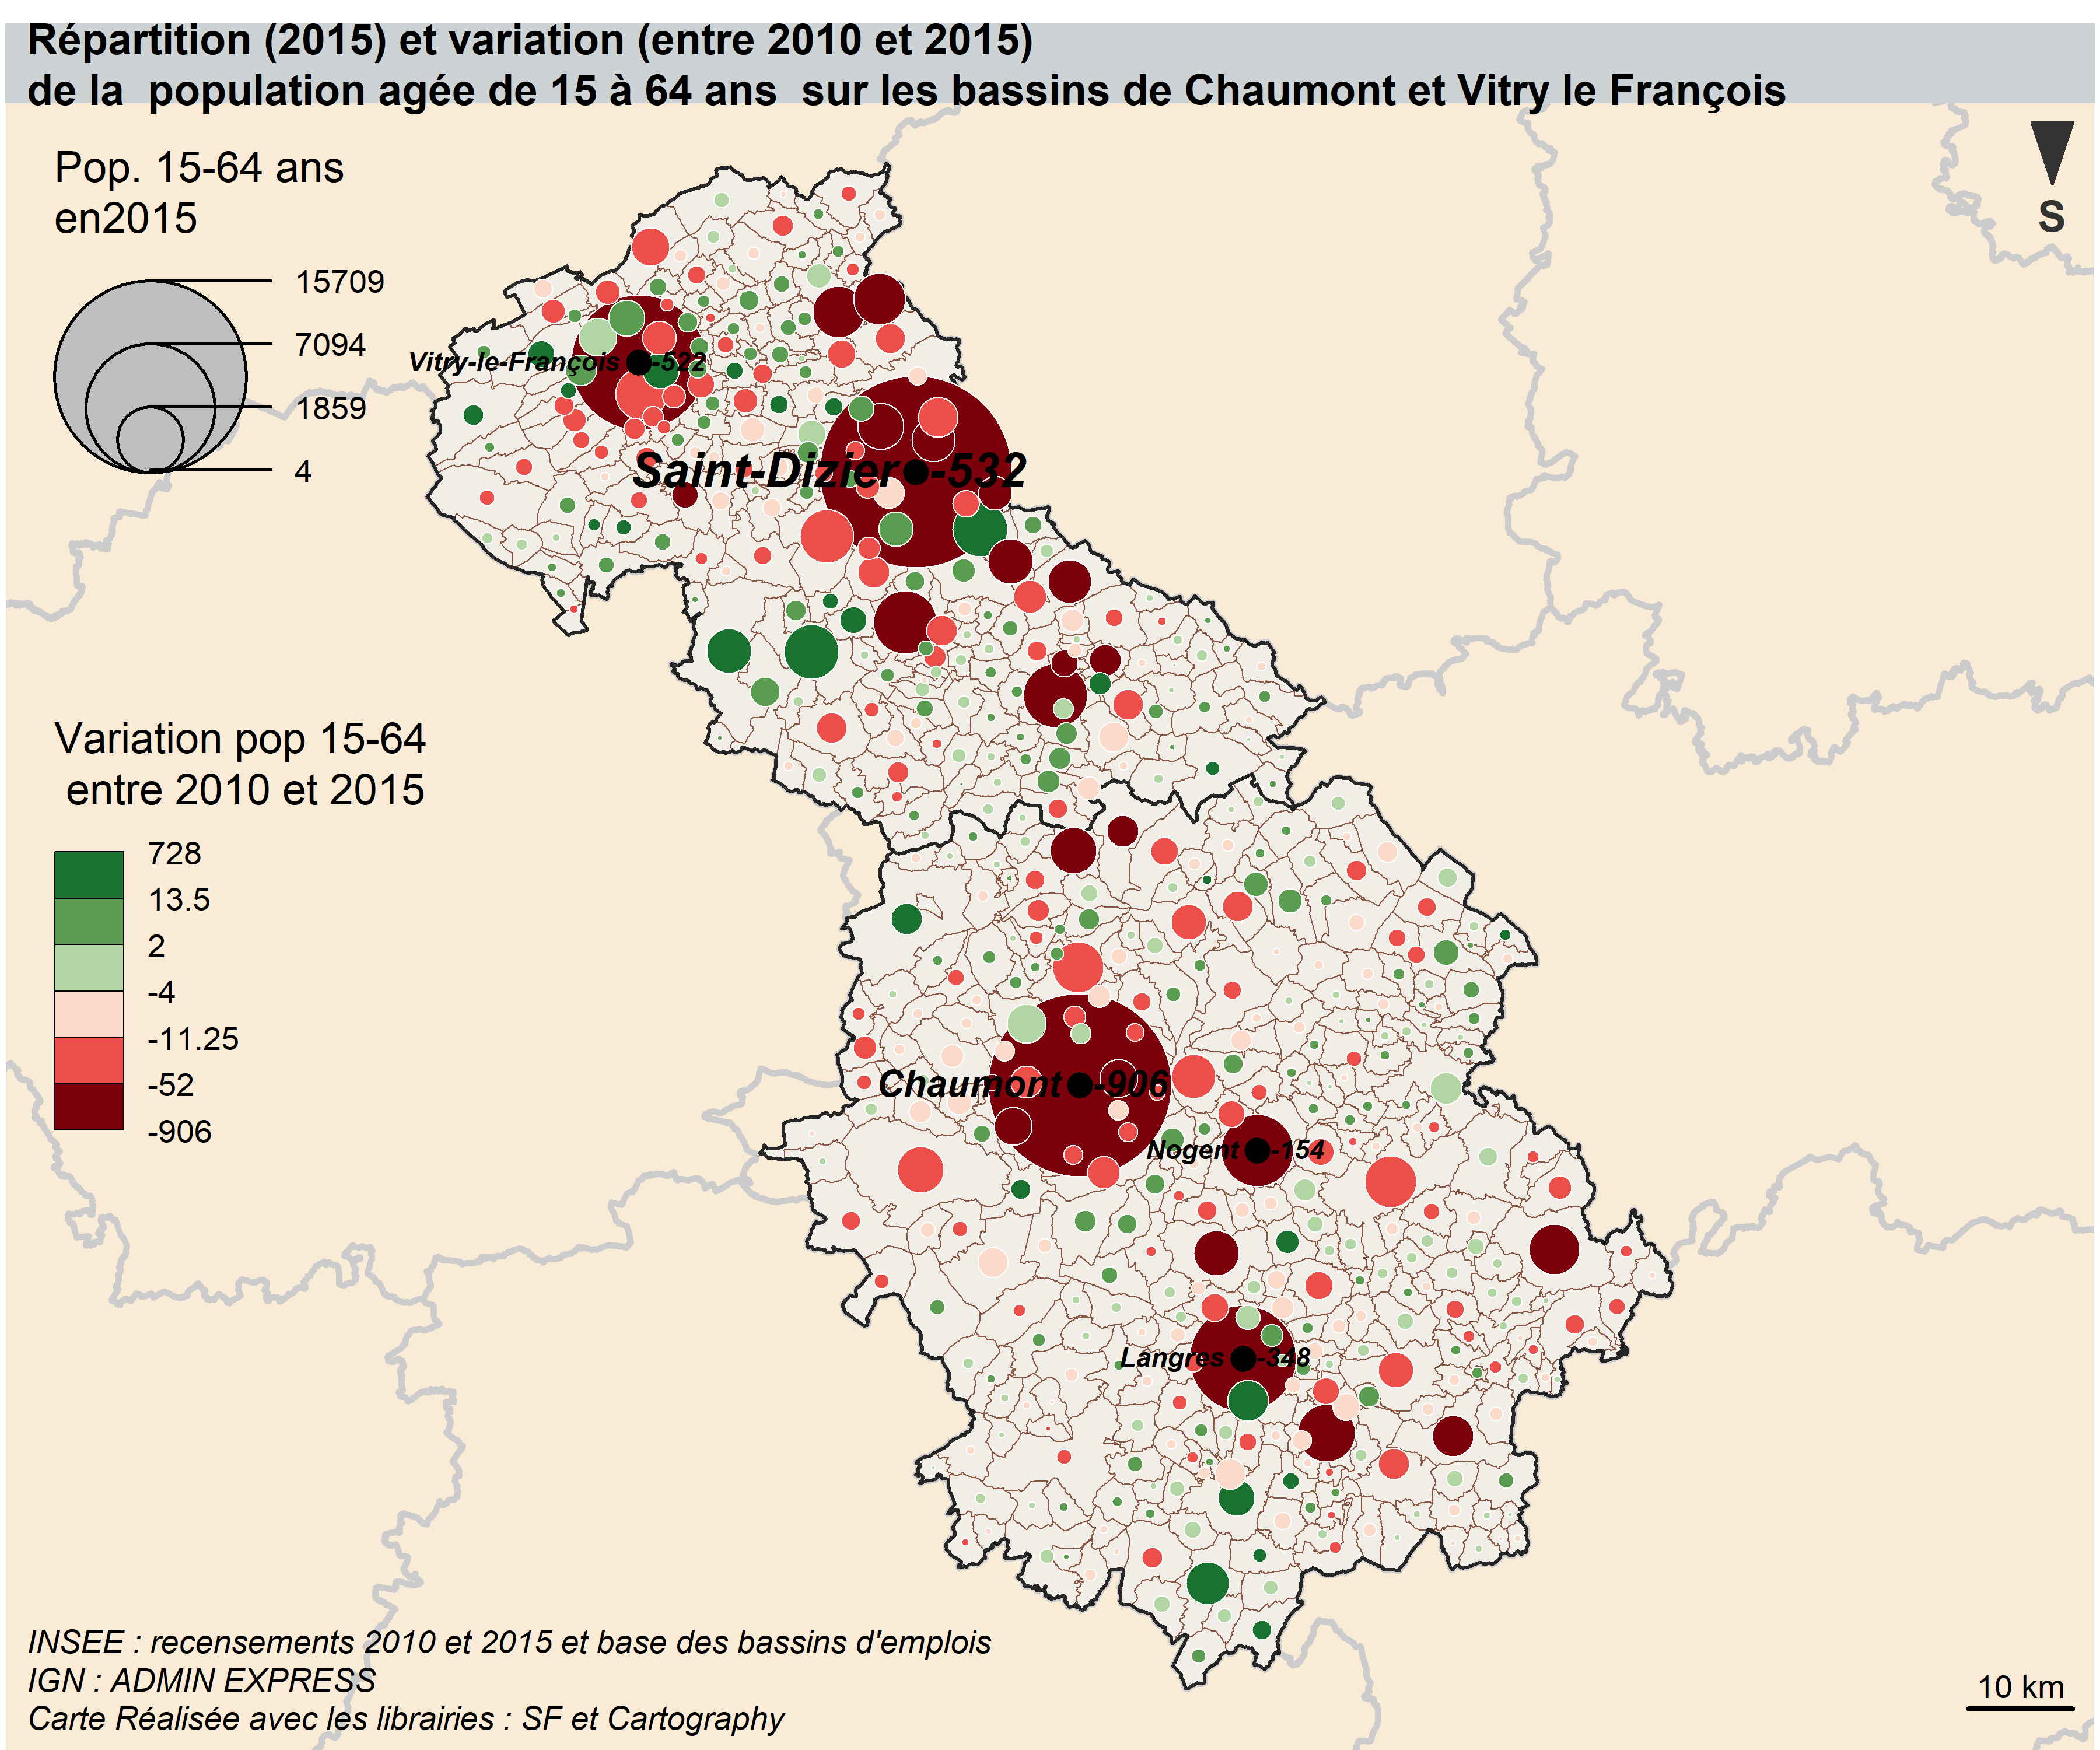 Répartition (2015) et variation (entre 2010 et 2015)
de la  population agée de 15 à 64 ans  sur les bassins de Chaumont et Vitry le François
S
Pop. 15-64 ans
en2015
15709
7094
1859
4
Vitry-le-François -522
Saint-Dizier -532
Variation pop 15-64
entre 2010 et 2015
728
13.5
2
-4
-11.25
-52
-906
Chaumont -906
Nogent -154
Langres -348
INSEE : recensements 2010 et 2015 et base des bassins d'emplois
IGN : ADMIN EXPRESS
Carte Réalisée avec les librairies : SF et Cartography
10 km